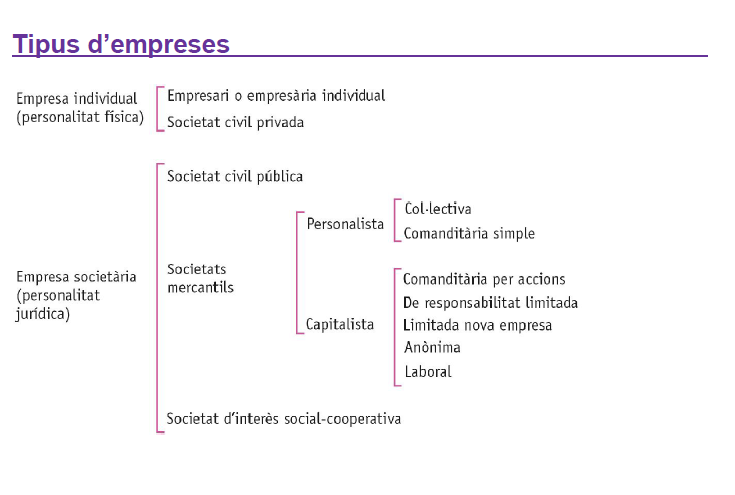 Tipus d'empreses
Empresa individual
(personalitat física)
Empresari o empresària individual
Societat civil privada
Empresa societària
(personalitat
jurídica)
Societat civil pública
Societats
mercantils
Personalista
Col·lectiva
Comanditària simple
Capitalista
Comanditària per accions
De responsabilitat limitada
Limitada nova empresa
Anònima
Laboral
Societat d'interès social-cooperativa